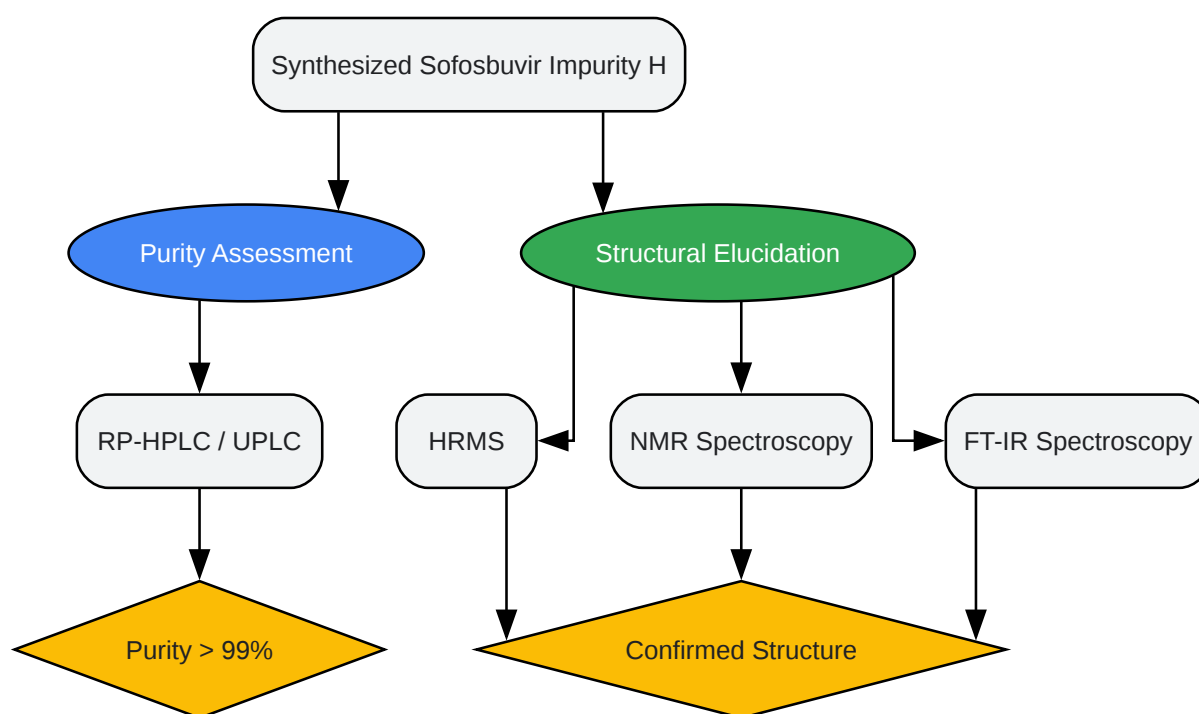 Synthesized Sofosbuvir Impurity H
Purity Assessment
Structural Elucidation
RP-HPLC / UPLC
HRMS
NMR Spectroscopy
FT-IR Spectroscopy
Purity > 99%
Confirmed Structure